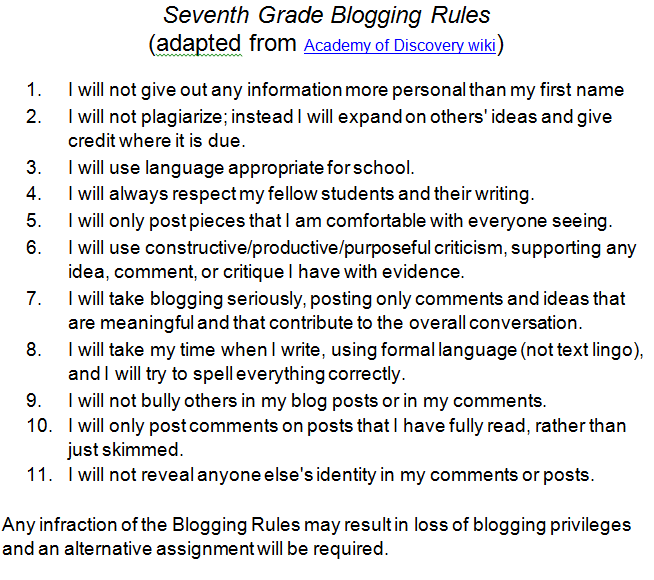 Seventh Grade Blogging Rules
(adapted from Academy of Discovery wiki)
1. I will not give out any information more personal than my first name
2. I will not plagiarize; instead I will expand on others' ideas and give
credit where it is due.
3. I will use language appropriate for school.
4. I will always respect my fellow students and their writing.
5. I will only post pieces that I am comfortable with everyone seeing.
6. I will use constructive/productive/purposeful criticism, supporting any
idea, comment, or critique I have with evidence.
7. I will take blogging seriously, posting only comments and ideas that
are meaningful and that contribute to the overall conversation.
8. I will take my time when I write, using formal language (not text lingo),
and I will try to spell everything correctly.
9. I will not bully others in my blog posts or in my comments.
10. I will only post comments on posts that I have fully read, rather than
just skimmed.
11. I will not reveal anyone else's identity in my comments or posts.
Any infraction of the Blogging Rules may result in loss of blogging privileges
and an alternative assignment will be required.